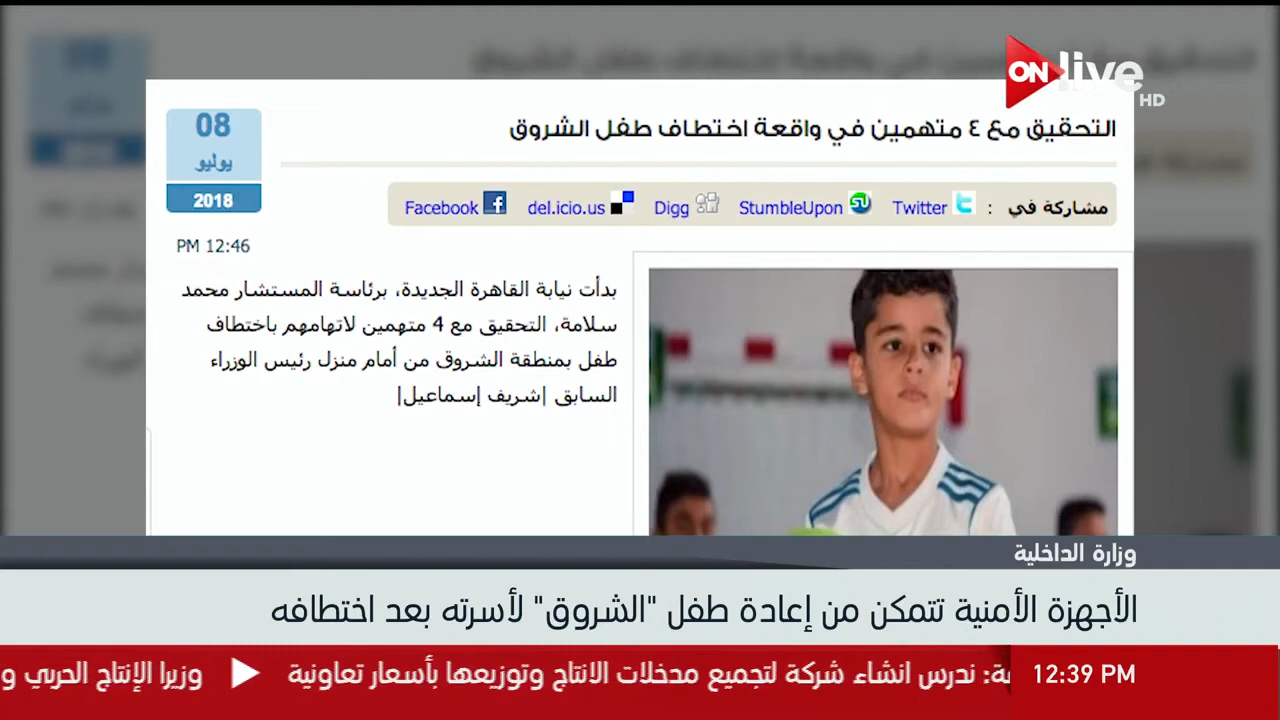 ON live
HD
التحقيق مع ٤ متهمين في واقعة اختطاف طفل الشروق
08
يوليو
2018
مشاركة في : Twitter StumbleUpon Digg del.icio.us Facebook
PM 12:46
بدأت نيابة القاهرة الجديدة، برئاسة المستشار محمد
سلامة، التحقيق مع 4 متهمين لاتهامهم باختطاف
طفل بمنطقة الشروق من أمام منزل رئيس الوزراء
السابق |شريف إسماعيل|
وزارة الداخلية
الأجهزة الأمنية تتمكن من إعادة طفل "الشروق" لأسرته بعد اختطافه
12:39 PM
ة: ندرس انشاء شركة لتجميع مدخلات الانتاج وتوزيعها بأسعار تعاونية
وزيرا الإنتاج الحربي و